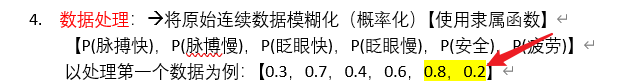 4. 数据处理：→将原始连续数据模糊化（概率化）【使用隶属函数】↵
【P(脉搏快)，P(脉博慢)，P(眨眼快)，P(眨眼慢)，P(安全)，P(疲劳)】↵
以处理第一个数据为例：【0.3，0.7，0.4，0.6，0.8，0.2】↵